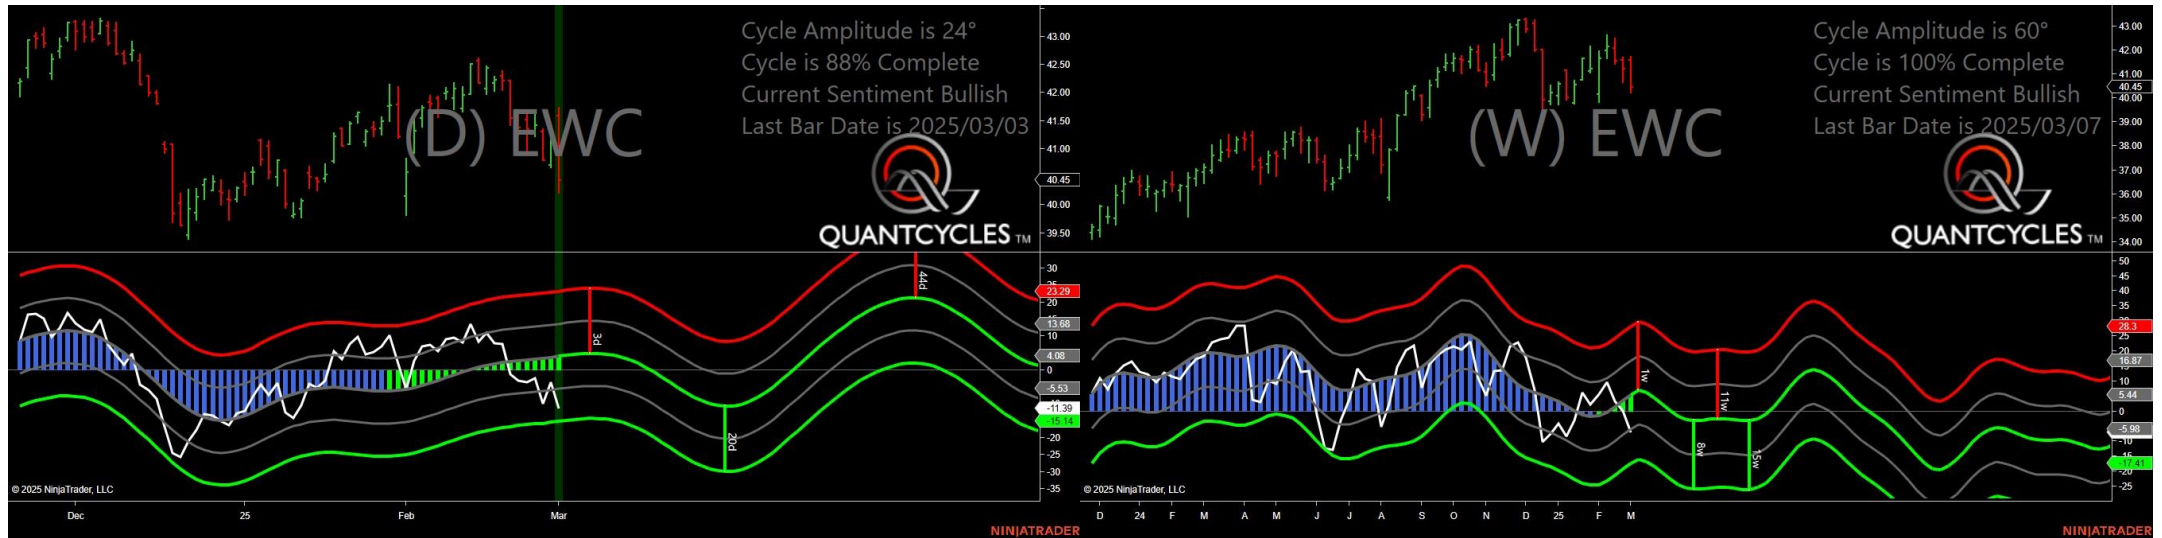 Cycle Amplitude is 24°
Cycle is 88% Complete
Current Sentiment Bullish
Last Bar Date is 2025/03/03
(D) EWC
QUANTCYCLES TM
43.00
42.50
42.00
41.50
41.00
40.45
40.00
39.50
30
23.29
20
13.68
10
4.08
0
-5.53
-11.39
-15.14
-20
-25
-30
-35
3d
20d
44d
© 2025 NinjaTrader, LLC
Dec 25 Feb Mar
NINJATRADER
Cycle Amplitude is 60°
Cycle is 100% Complete
Current Sentiment Bullish
Last Bar Date is 2025/03/07
(W) EWC
QUANTCYCLES TM
43.00
42.00
41.00
40.45
40.00
39.00
38.00
37.00
36.00
35.00
34.00
50
45
40
35
28.3
20
16.87
10
5.44
0
-5.98
-10
-17.41
-25
1w
11w
8w
15w
© 2025 NinjaTrader, LLC
D 24 F M A M J J A S O N D 25 F M
NINJATRADER